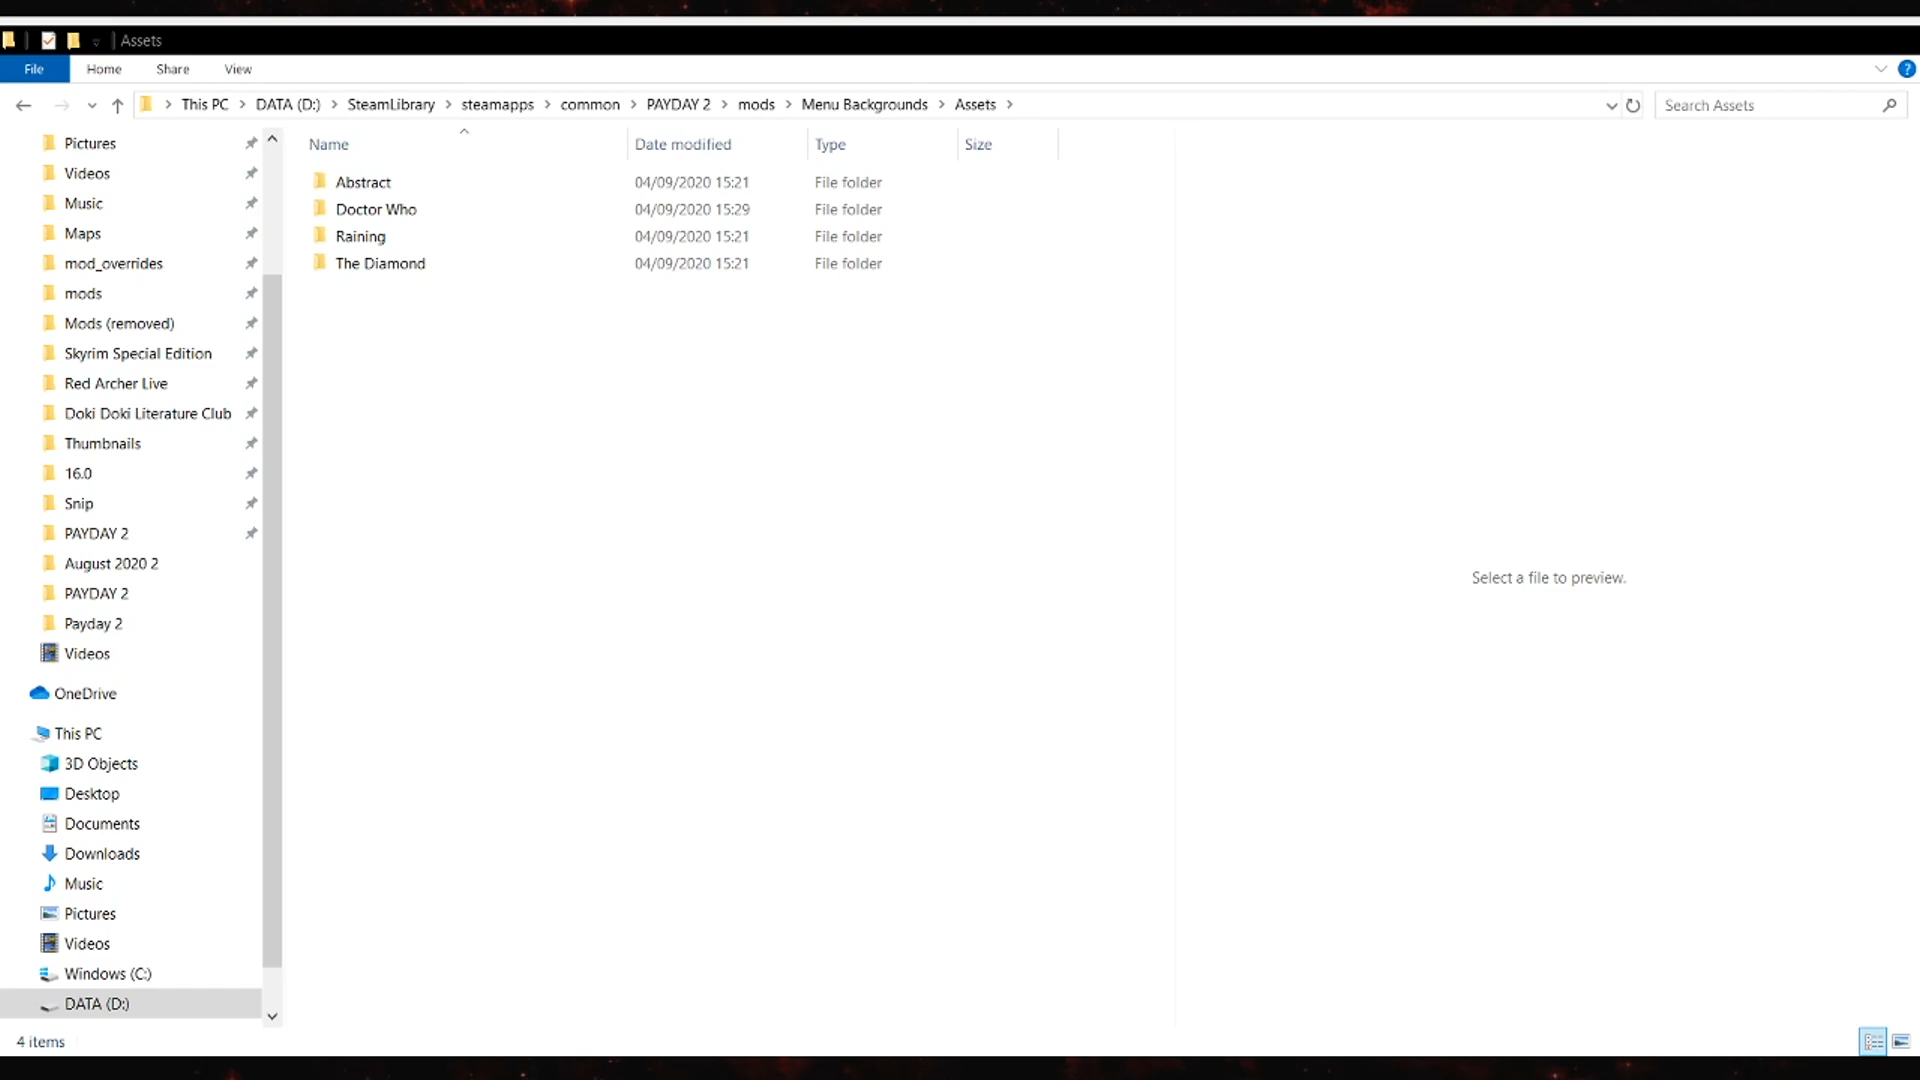 Assets
File Home Share View
This PC DATA (D:) SteamLibrary steamapps common PAYDAY 2 mods Menu Backgrounds Assets Search Assets
Name Date modified Type Size
Abstract 04/09/2020 15:21 File folder
Doctor Who 04/09/2020 15:29 File folder
Raining 04/09/2020 15:21 File folder
The Diamond 04/09/2020 15:21 File folder
Pictures
Videos
Music
Maps
mod_overrides
mods
Mods (removed)
Skyrim Special Edition
Red Archer Live
Doki Doki Literature Club
Thumbnails
16.0
Snip
PAYDAY 2
August 2020 2
PAYDAY 2
Payday 2
Videos
OneDrive
This PC
3D Objects
Desktop
Documents
Downloads
Music
Pictures
Videos
Windows (C:)
DATA (D:)
Select a file to preview.
4 items